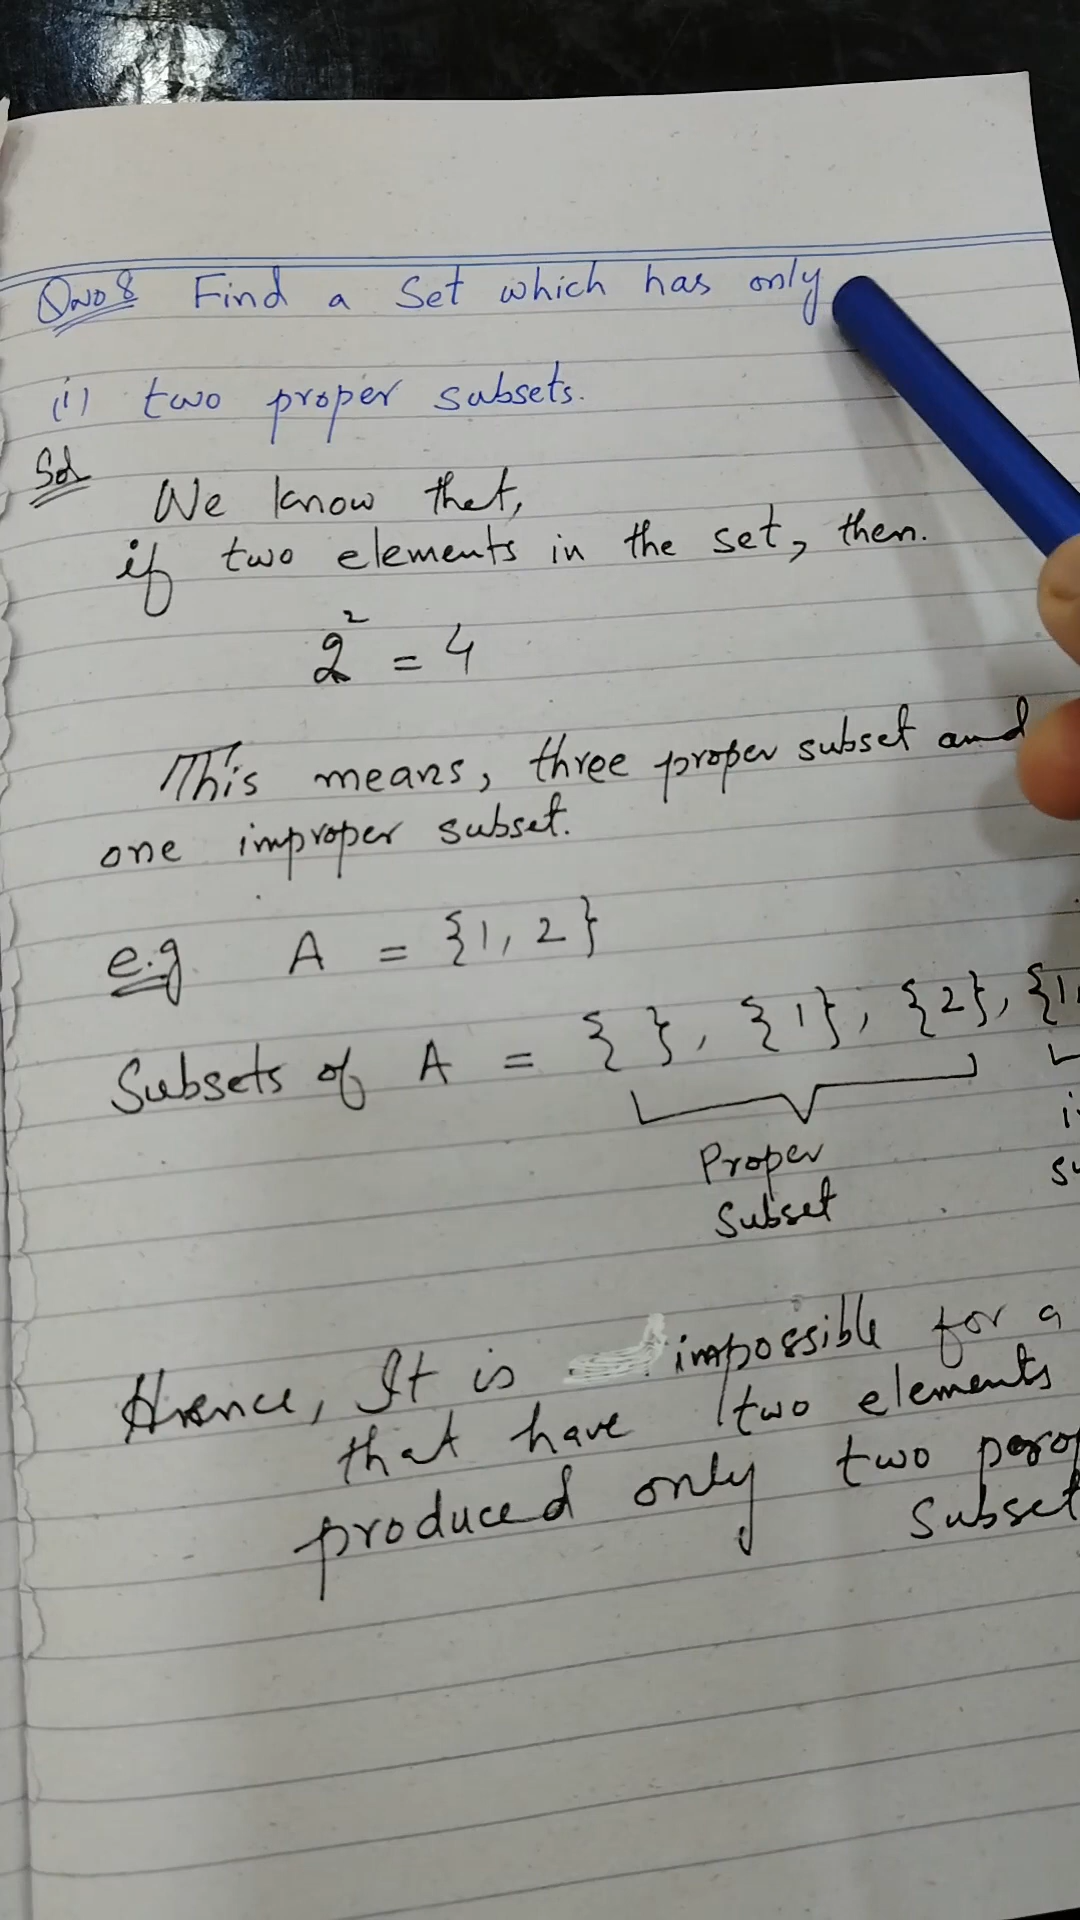 QNo8 Find a Set which has only
(i) two proper subsets.
Sol
We know that,
if two elements in the set, then.
2² = 4
This means, three proper subset and
one improper subset.
e.g A = {1, 2}
Subsets of A = { }, {1}, {2}, {1,
Proper
Subset
Hence, It is impossible for a
that have two elements
produced only two
Subset